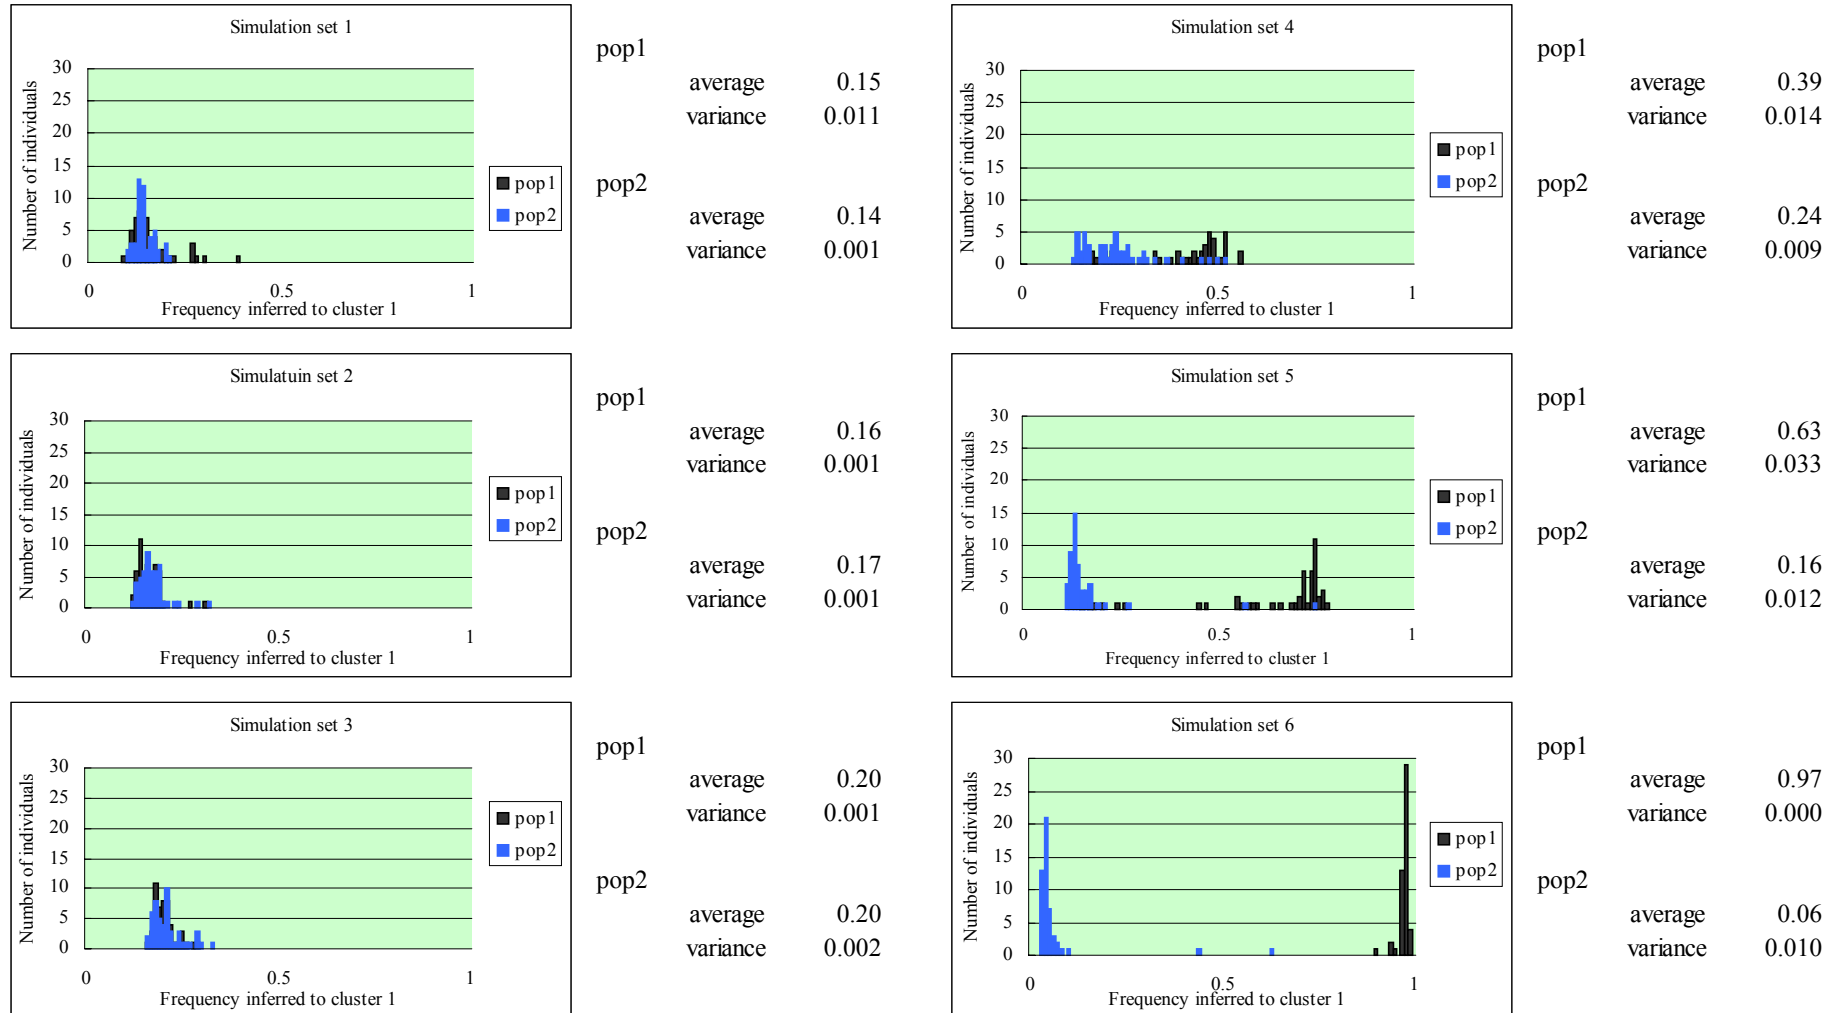 Simulation set 1
Number of individuals
30
25
20
15
10
5
0
0 0.5 1
Frequency inferred to cluster 1
pop1
pop2
pop1
average 0.15
variance 0.011
pop2
average 0.14
variance 0.001
Simulatuin set 2
Number of individuals
30
25
20
15
10
5
0
0 0.5 1
Frequency inferred to cluster 1
pop1
pop2
pop1
average 0.16
variance 0.001
pop2
average 0.17
variance 0.001
Simulation set 3
Number of individuals
30
25
20
15
10
5
0
0 0.5 1
Frequency inferred to cluster 1
pop1
pop2
pop1
average 0.20
variance 0.001
pop2
average 0.20
variance 0.002
Simulation set 4
Number of individuals
30
25
20
15
10
5
0
0 0.5 1
Frequency inferred to cluster 1
pop1
pop2
pop1
average 0.39
variance 0.014
pop2
average 0.24
variance 0.009
Simulation set 5
Number of individuals
30
25
20
15
10
5
0
0 0.5 1
Frequency inferred to cluster 1
pop1
pop2
pop1
average 0.63
variance 0.033
pop2
average 0.16
variance 0.012
Simulation set 6
Number of individuals
30
25
20
15
10
5
0
0 0.5 1
Frequency inferred to cluster 1
pop1
pop2
pop1
average 0.97
variance 0.000
pop2
average 0.06
variance 0.010